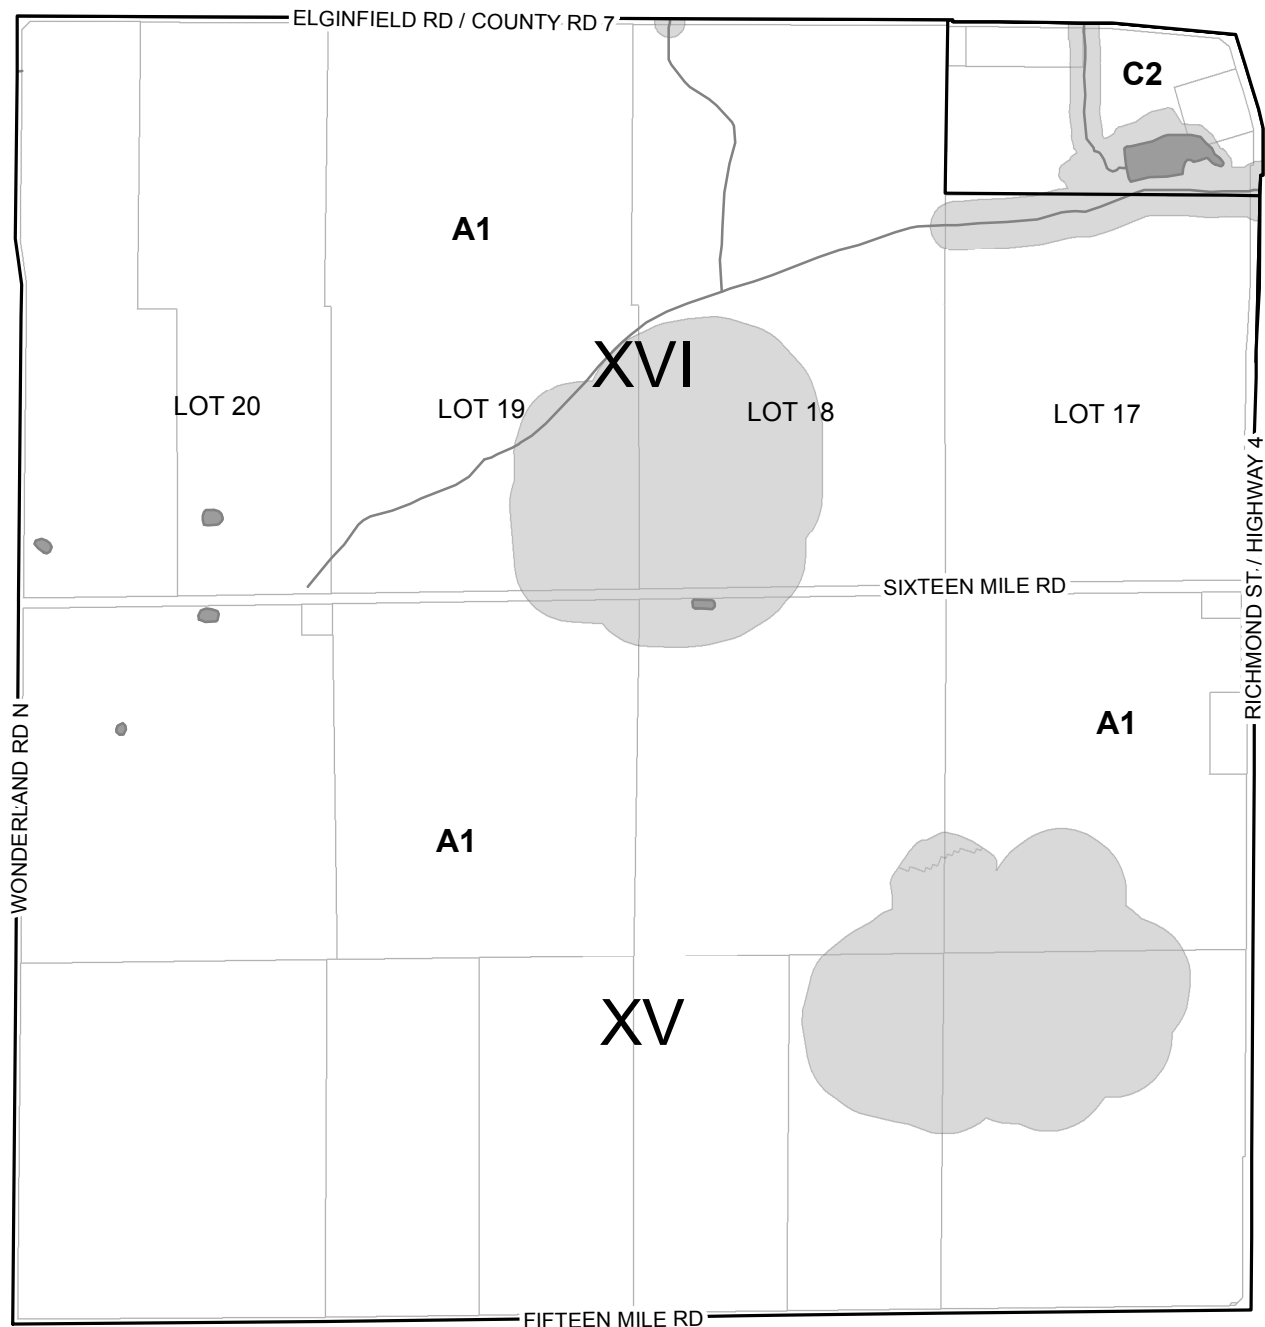 ELGINFIELD RD / COUNTY RD 7
C2
A1
XVI
LOT 20
LOT 19
LOT 18
LOT 17
RICHMOND ST. / HIGHWAY 4
SIXTEEN MILE RD
WONDERLAND RD N
A1
A1
XV
FIFTEEN MILE RD